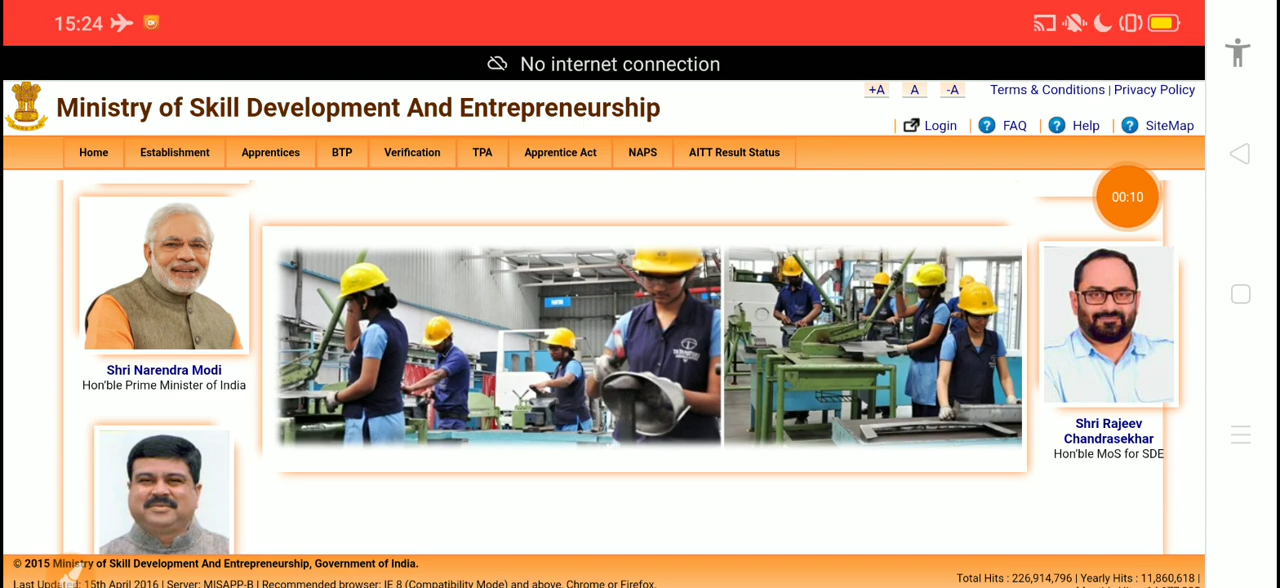 15:24
No internet connection
Ministry of Skill Development And Entrepreneurship
+A A -A Terms & Conditions | Privacy Policy
Login | FAQ | Help | SiteMap
Home Establishment Apprentices BTP Verification TPA Apprentice Act NAPS AITT Result Status
00:10
Shri Narendra Modi
Hon'ble Prime Minister of India
Shri Rajeev
Chandrasekhar
Hon'ble MoS for SDE
© 2015 Ministry of Skill Development And Entrepreneurship, Government of India.
Last Updated: 15th April 2016 | Server: MISAPP-B | Recommended browser: IE 8 (Compatibility Mode) and above, Chrome or Firefox.
Total Hits : 226,914,796 | Yearly Hits : 11,860,618 |